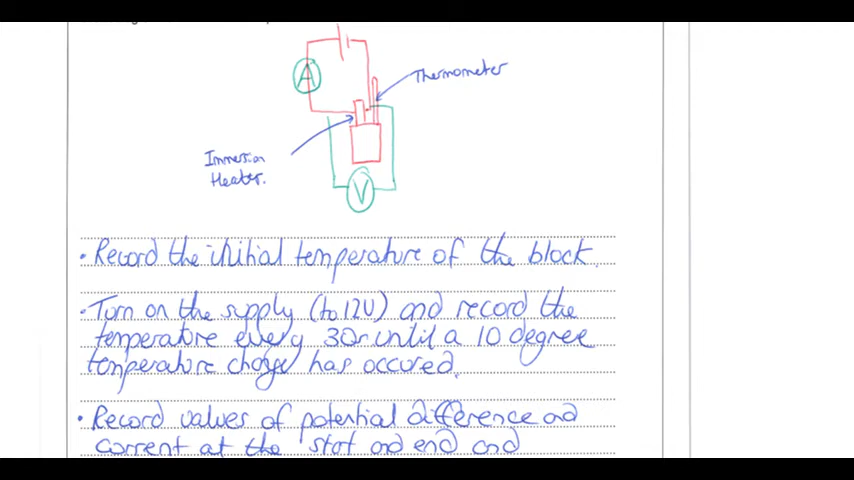 A
Thermometer
Immersion
Heater.
V
• Record the initial temperature of the block.
• Turn on the supply (to 12V) and record the
temperature every 30s until a 10 degree
temperature change has occured.
• Record values of potential difference and
current at the start and end and